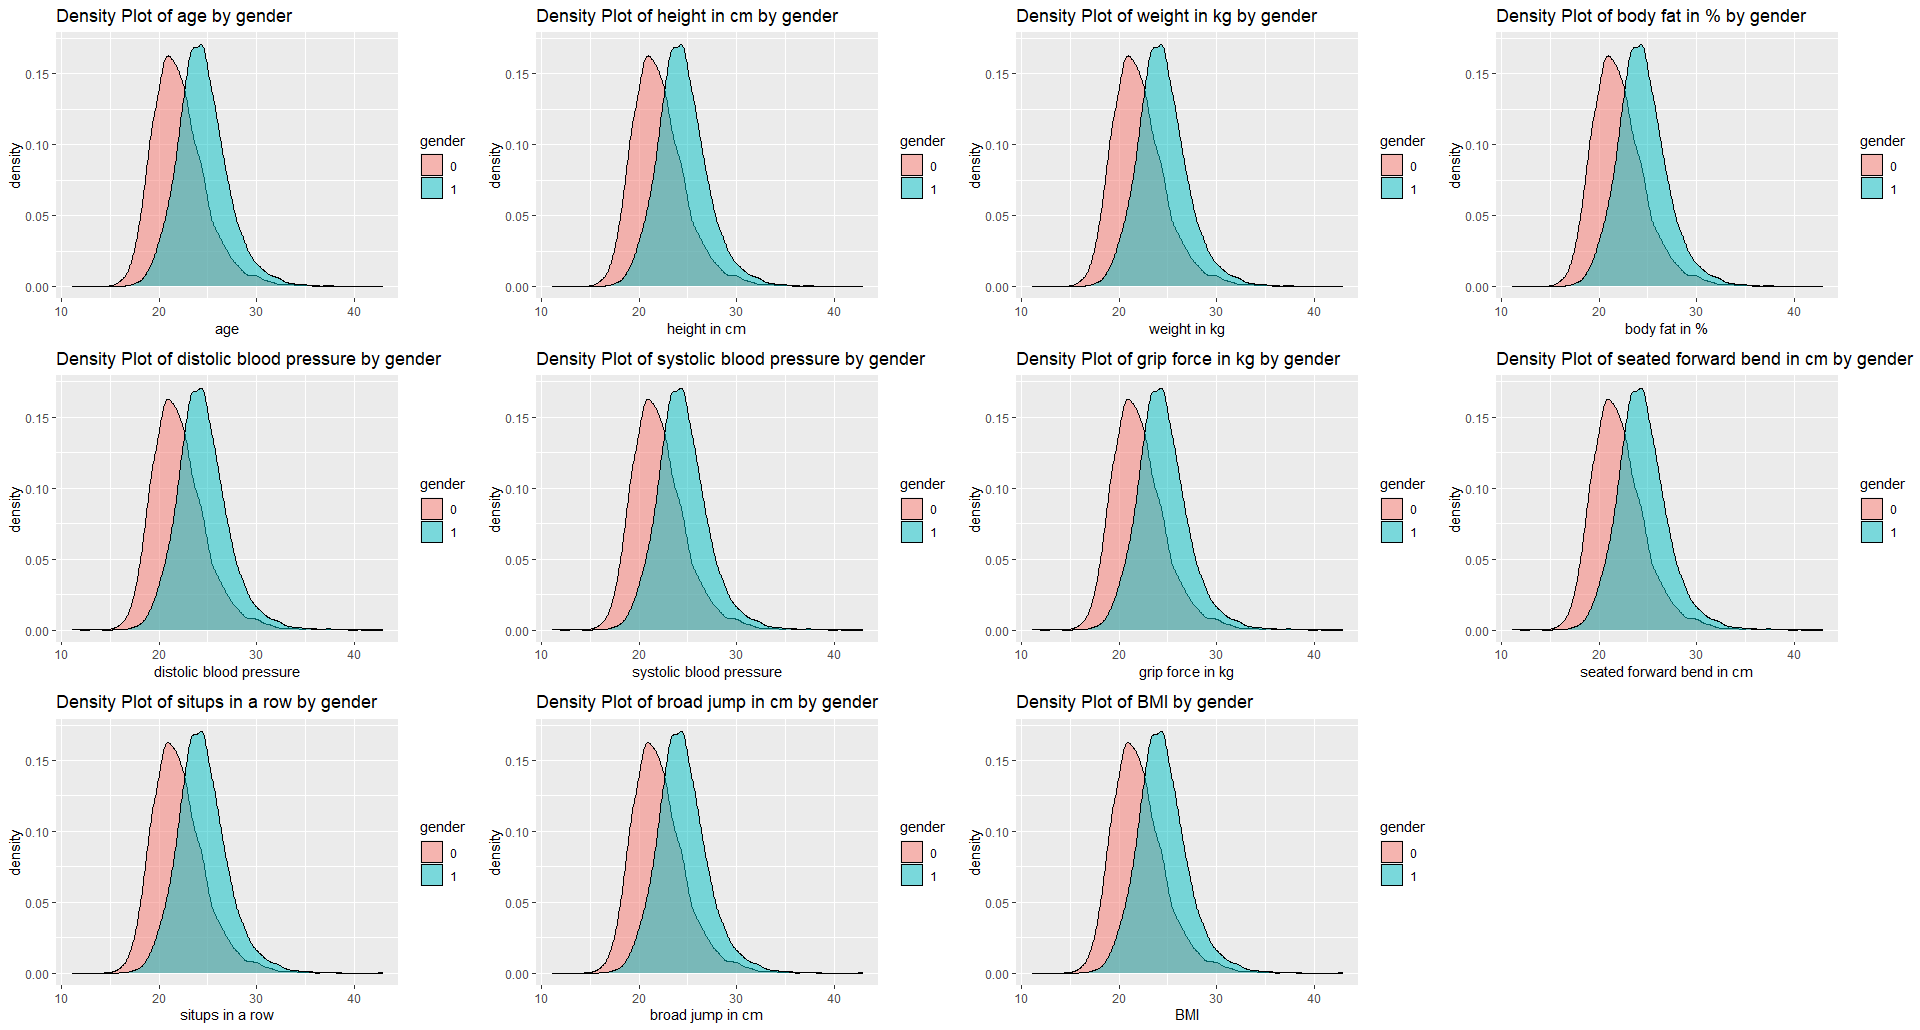 Density Plot of age by gender
density
0.15
0.10
0.05
0.00
10 20 30 40
age
gender
0
1
Density Plot of height in cm by gender
density
0.15
0.10
0.05
0.00
10 20 30 40
height in cm
gender
0
1
Density Plot of weight in kg by gender
density
0.15
0.10
0.05
0.00
10 20 30 40
weight in kg
gender
0
1
Density Plot of body fat in % by gender
density
0.15
0.10
0.05
0.00
10 20 30 40
body fat in %
gender
0
1
Density Plot of distolic blood pressure by gender
density
0.15
0.10
0.05
0.00
10 20 30 40
distolic blood pressure
gender
0
1
Density Plot of systolic blood pressure by gender
density
0.15
0.10
0.05
0.00
10 20 30 40
systolic blood pressure
gender
0
1
Density Plot of grip force in kg by gender
density
0.15
0.10
0.05
0.00
10 20 30 40
grip force in kg
gender
0
1
Density Plot of seated forward bend in cm by gender
density
0.15
0.10
0.05
0.00
10 20 30 40
seated forward bend in cm
gender
0
1
Density Plot of situps in a row by gender
density
0.15
0.10
0.05
0.00
10 20 30 40
situps in a row
gender
0
1
Density Plot of broad jump in cm by gender
density
0.15
0.10
0.05
0.00
10 20 30 40
broad jump in cm
gender
0
1
Density Plot of BMI by gender
density
0.15
0.10
0.05
0.00
10 20 30 40
BMI
gender
0
1